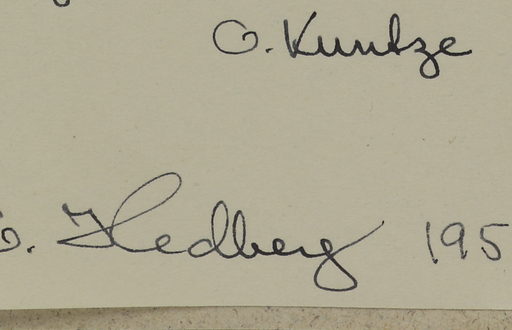 O. Kuntze
O. Hedberg 195